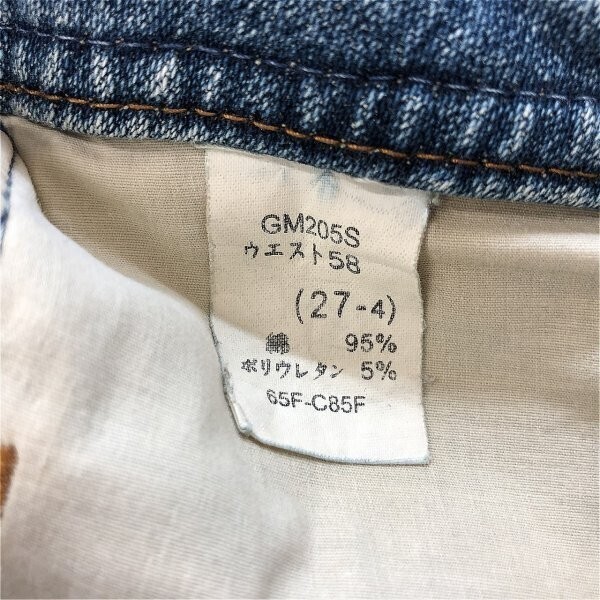 GM205S
ウエスト58
(27-4)
綿 95%
ポリウレタン 5%
65F-C85F